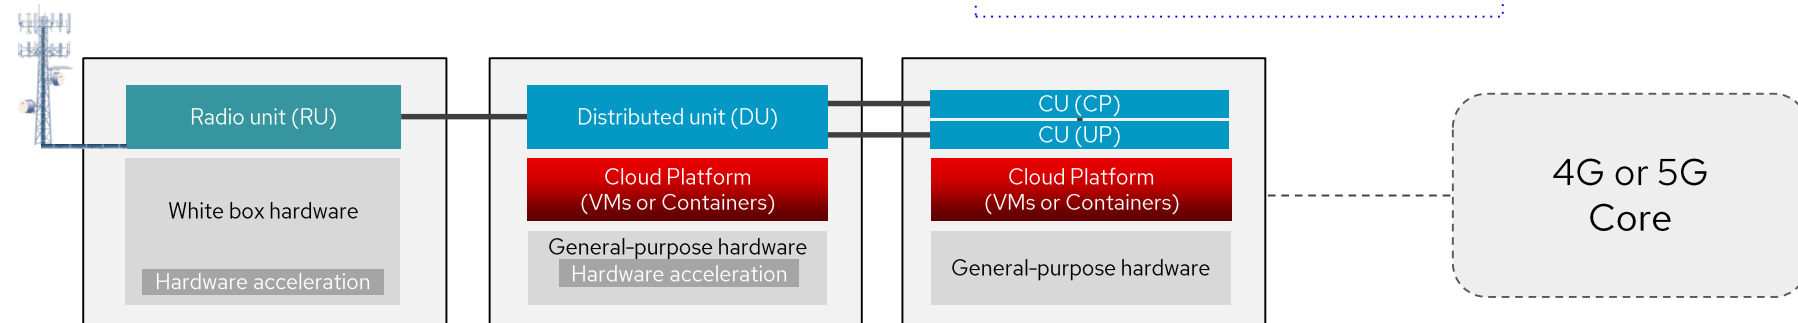 Radio unit (RU)
White box hardware
Hardware acceleration
Distributed unit (DU)
Cloud Platform
(VMs or Containers)
General-purpose hardware
Hardware acceleration
CU (CP)
CU (UP)
Cloud Platform
(VMs or Containers)
General-purpose hardware
4G or 5G
Core